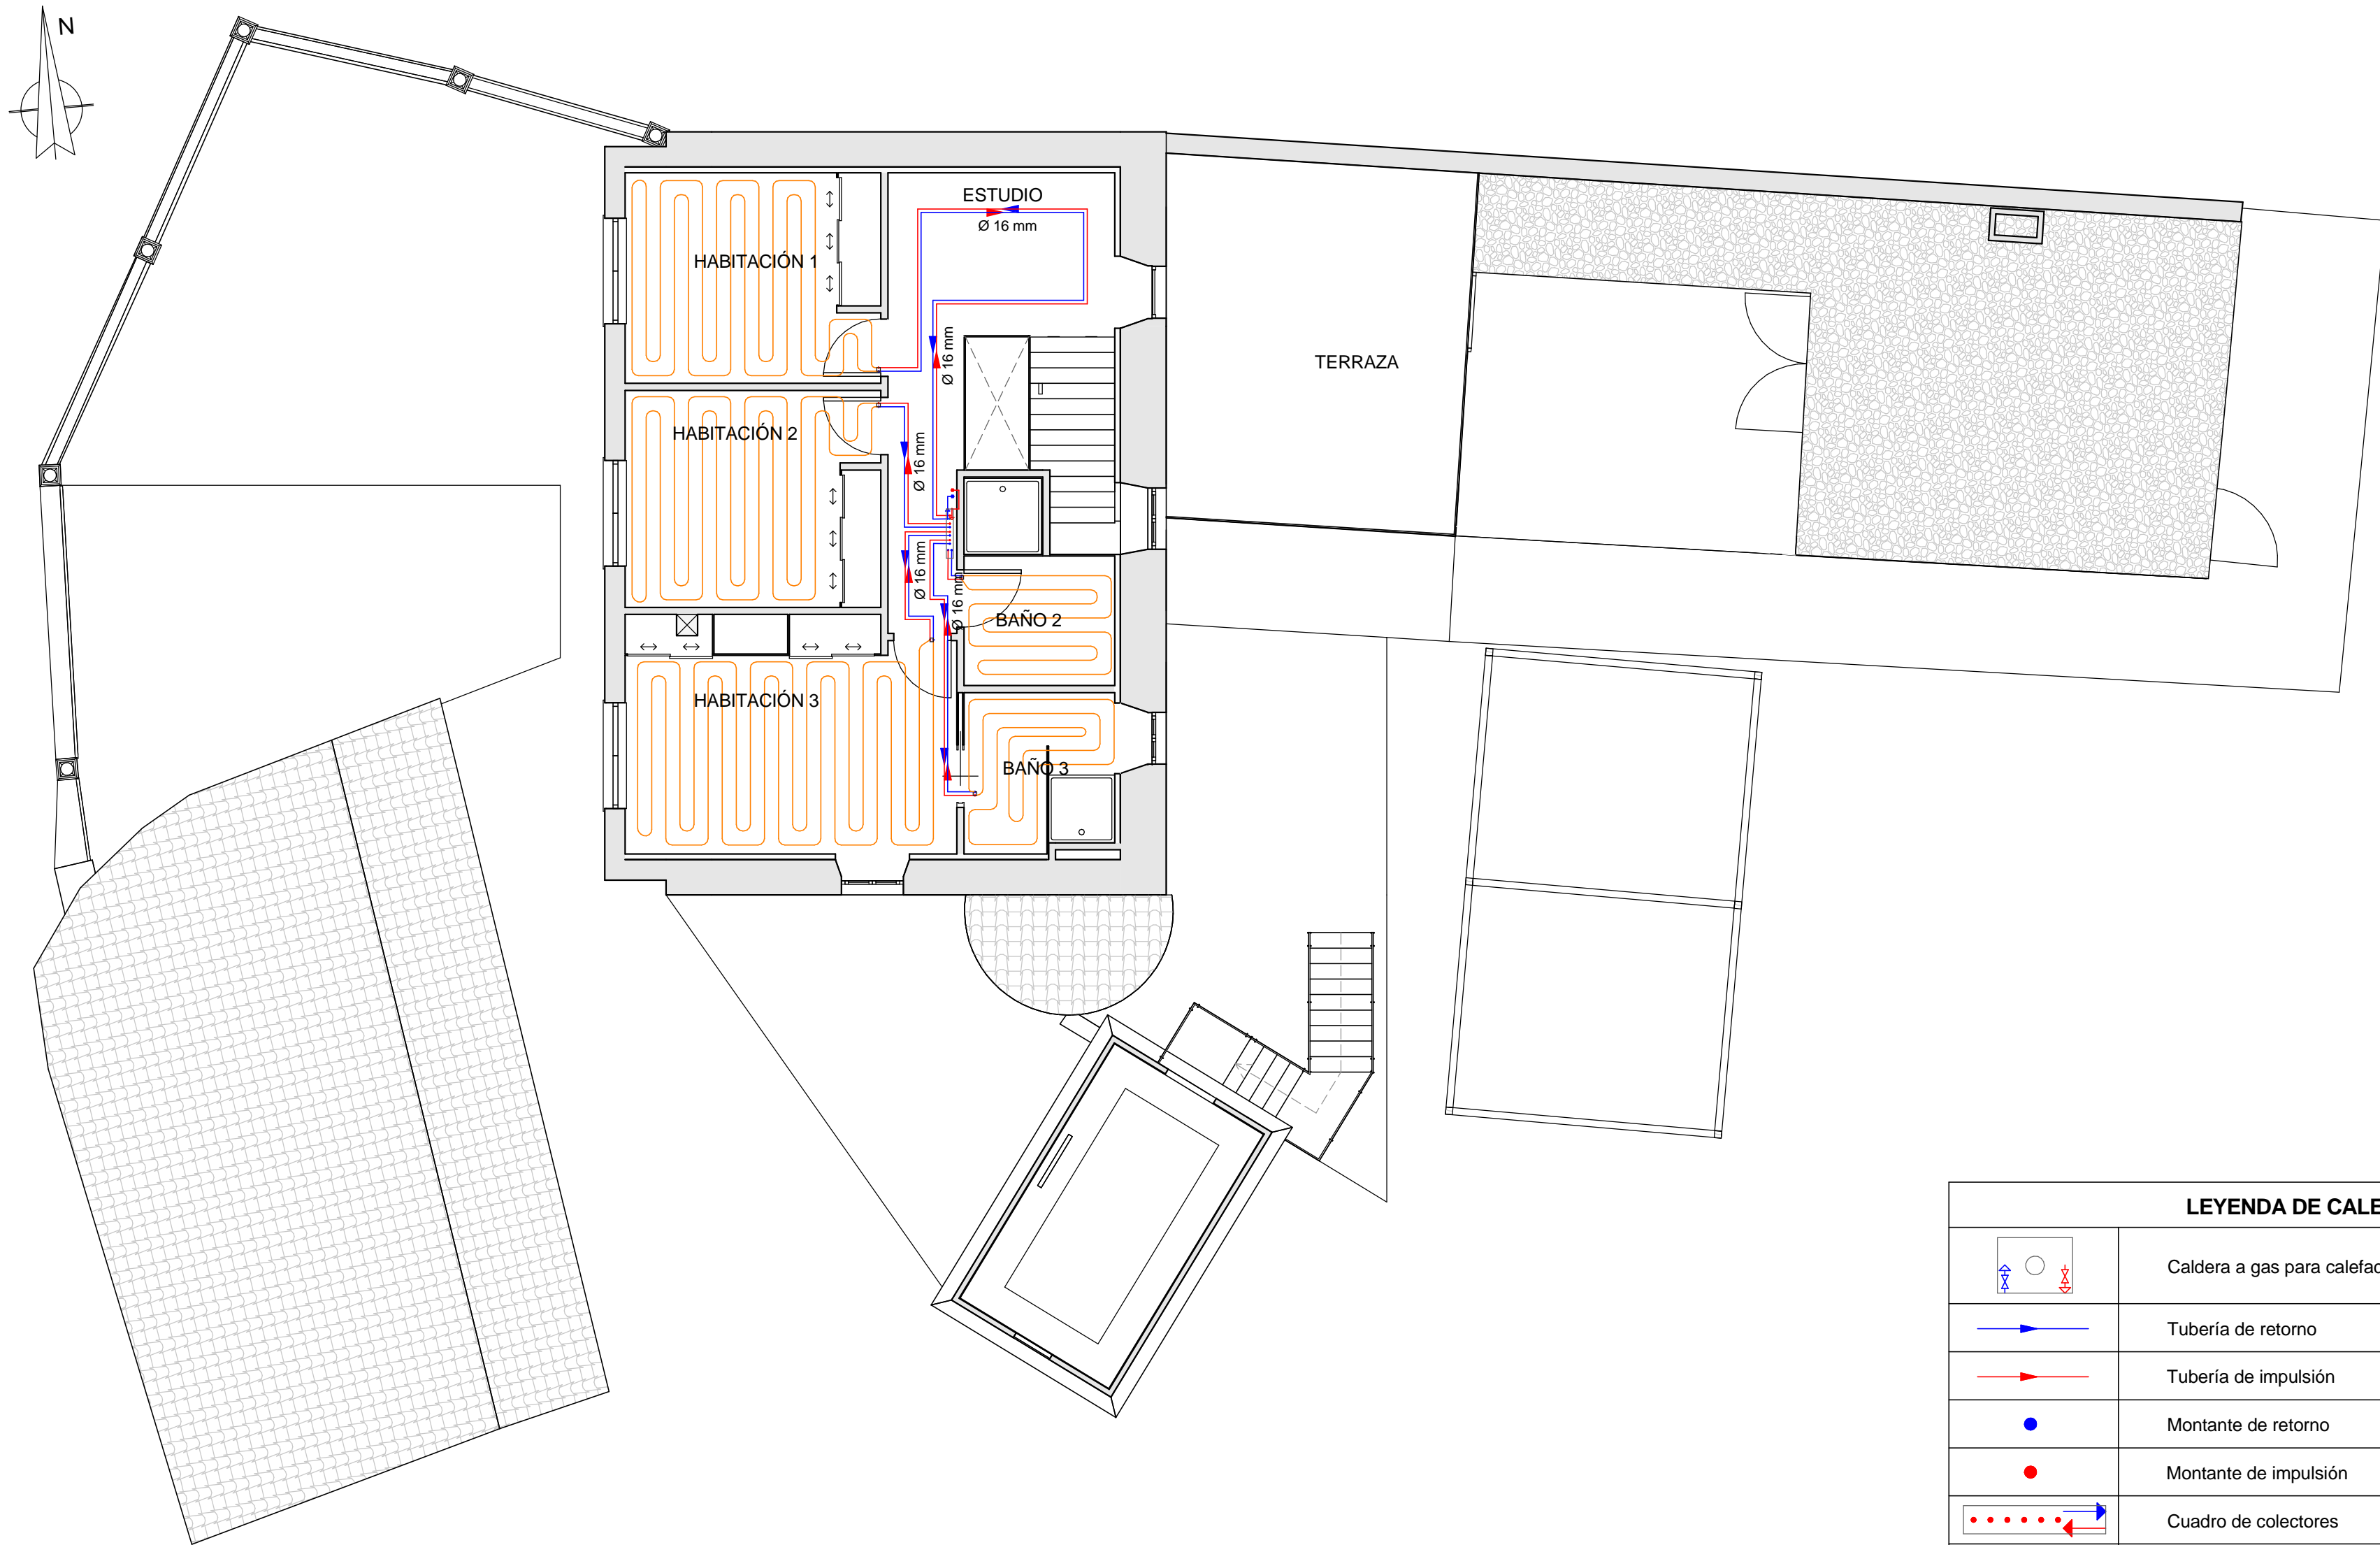 N
ESTUDIO
Ø 16 mm
HABITACIÓN 1
TERRAZA
Ø 16 mm
HABITACIÓN 2
Ø 16 mm
Ø 16 mm
Ø 16 mm
BAÑO 2
HABITACIÓN 3
BAÑO 3
LEYENDA DE CALE
Caldera a gas para calefac
Tubería de retorno
Tubería de impulsión
Montante de retorno
Montante de impulsión
Cuadro de colectores